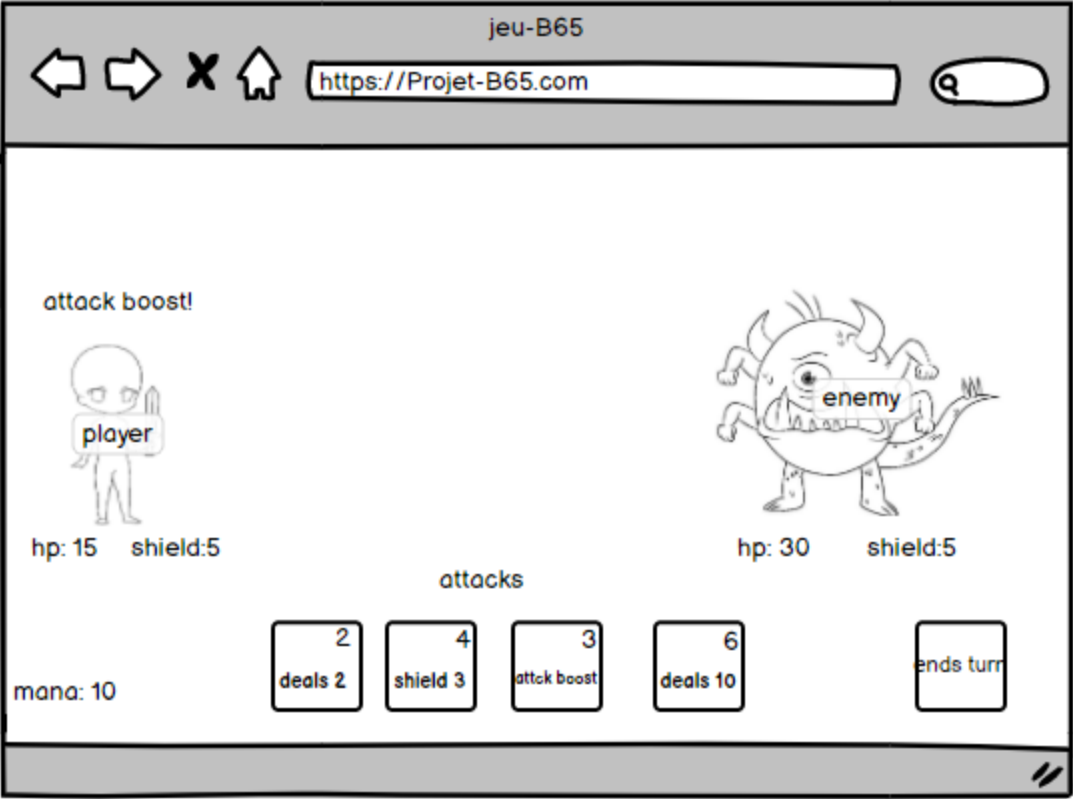 jeu-B65
https://Projet-B65.com
attack boost!
player
enemy
hp: 15 shield:5
hp: 30 shield:5
attacks
2
deals 2
4
shield 3
3
attck boost
6
deals 10
ends turn
mana: 10